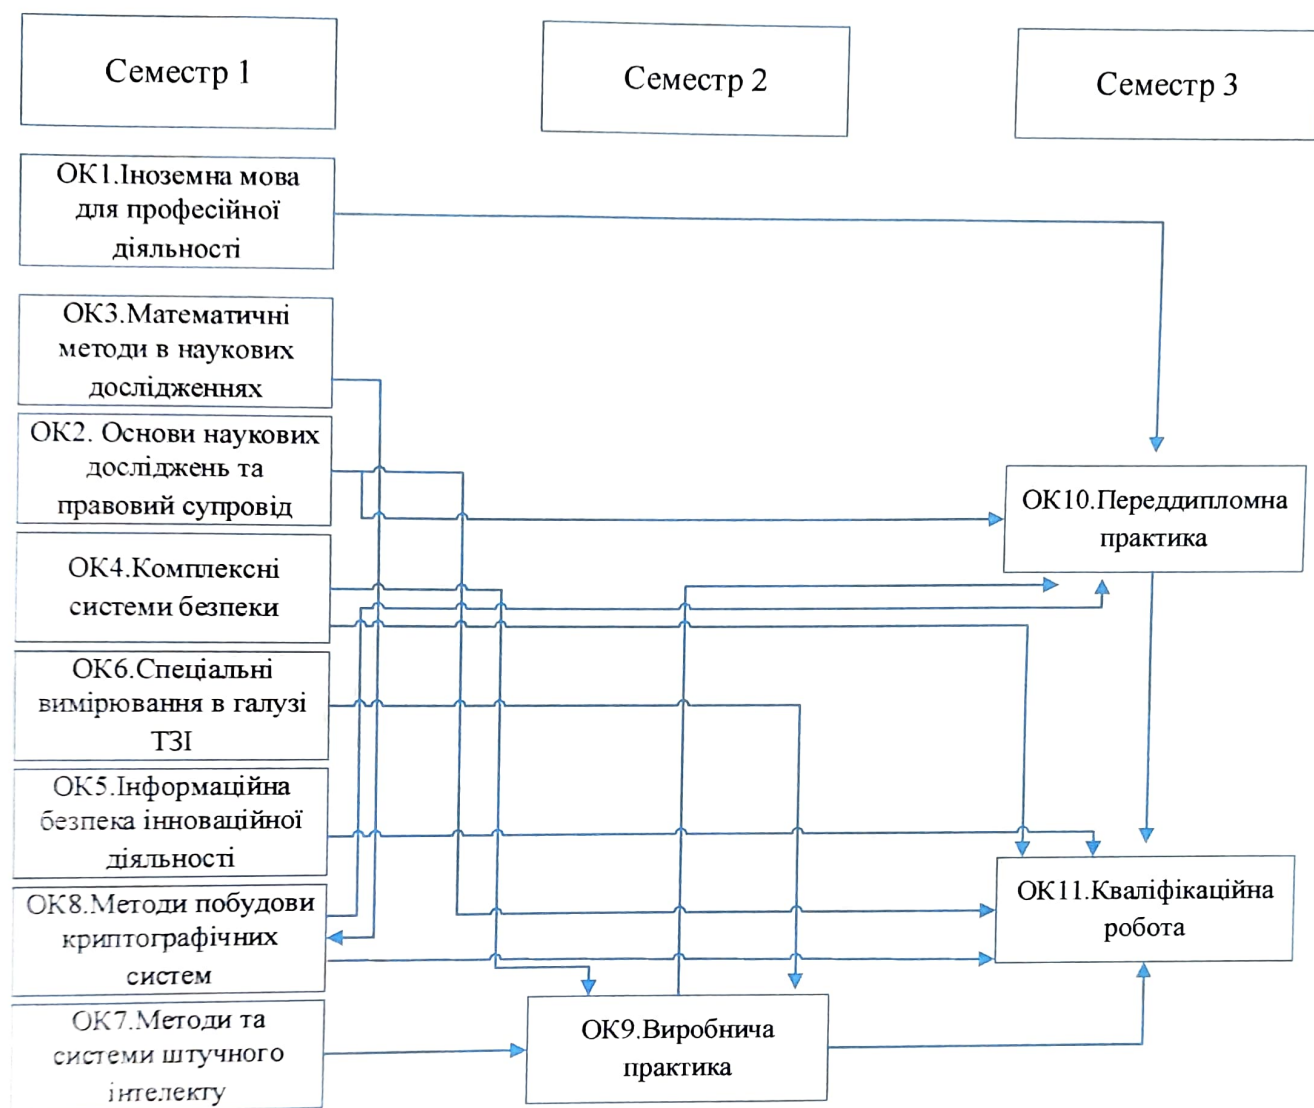 Семестр 1
Семестр 2
Семестр 3
ОК1.Іноземна мова
для професійної
діяльності
ОК3.Математичні
методи в наукових
дослідженнях
ОК2. Основи наукових
досліджень та
правовий супровід
ОК10.Переддипломна
практика
ОК4.Комплексні
системи безпеки
ОК6.Спеціальні
вимірювання в галузі
ТЗІ
ОК5.Інформаційна
безпека інноваційної
діяльності
ОК11.Кваліфікаційна
робота
ОК8.Методи побудови
криптографічних
систем
ОК7.Методи та
системи штучного
інтелекту
ОК9.Виробнича
практика